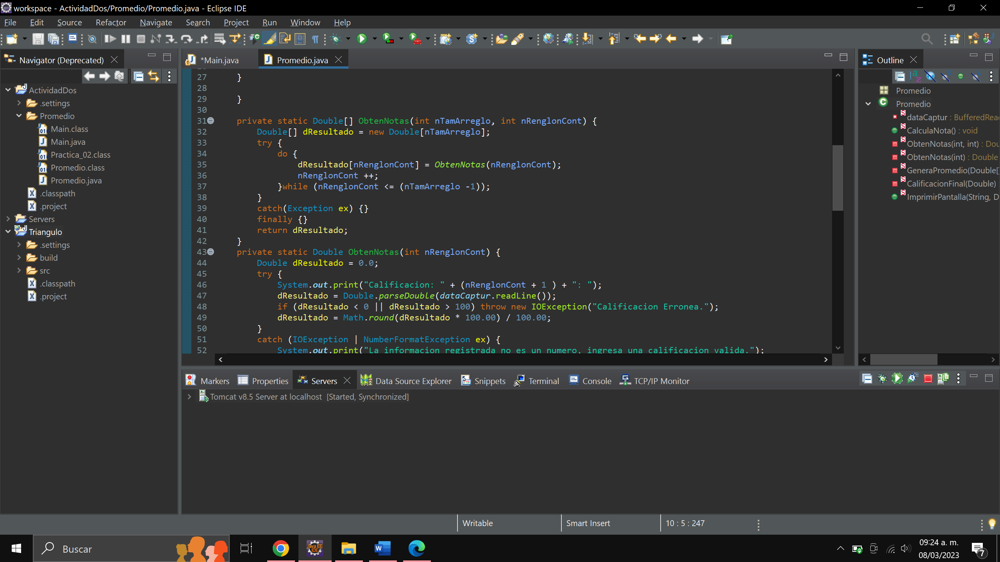 workspace - ActividadDos/Promedio/Promedio.java - Eclipse IDE
File Edit Source Refactor Navigate Search Project Run Window Help
Navigator (Deprecated)
ActividadDos
.settings
Promedio
Main.class
Main.java
Practica_02.class
Promedio.class
Promedio.java
.classpath
.project
Servers
Triangulo
.settings
build
src
.classpath
.project
*Main.java Promedio.java
27 }
28
29 }
30
31 private static Double[] ObtenNotas(int nTamArreglo, int nRenglonCont) {
32 Double[] dResultado = new Double[nTamArreglo];
33 try {
34 do {
35 dResultado[nRenglonCont] = ObtenNotas(nRenglonCont);
36 nRenglonCont ++;
37 }while (nRenglonCont <= (nTamArreglo -1));
38 }
39 catch(Exception ex) {}
40 finally {}
41 return dResultado;
42 }
43 private static Double ObtenNotas(int nRenglonCont) {
44 Double dResultado = 0.0;
45 try {
46 System.out.print("Calificacion: " + (nRenglonCont + 1 ) + ": ");
47 dResultado = Double.parseDouble(dataCaptur.readLine());
48 if (dResultado < 0 || dResultado > 100) throw new IOException("Calificacion Erronea.");
49 dResultado = Math.round(dResultado * 100.00) / 100.00;
50 }
51 catch (IOException | NumberFormatException ex) {
52 System.out.print("La informacion registrada no es un numero, ingresa una calificacion valida.");
Outline
Promedio
Promedio
dataCaptur : BufferedRea
CalculaNota() : void
ObtenNotas(int, int) : Dou
ObtenNotas(int) : Double
GeneraPromedio(Double[
CalificacionFinal(Double)
ImprimirPantalla(String, D
Markers Properties Servers Data Source Explorer Snippets Terminal Console TCP/IP Monitor
Tomcat v8.5 Server at localhost [Started, Synchronized]
Writable Smart Insert 10 : 5 : 247
Buscar
09:24 a. m.
08/03/2023
7